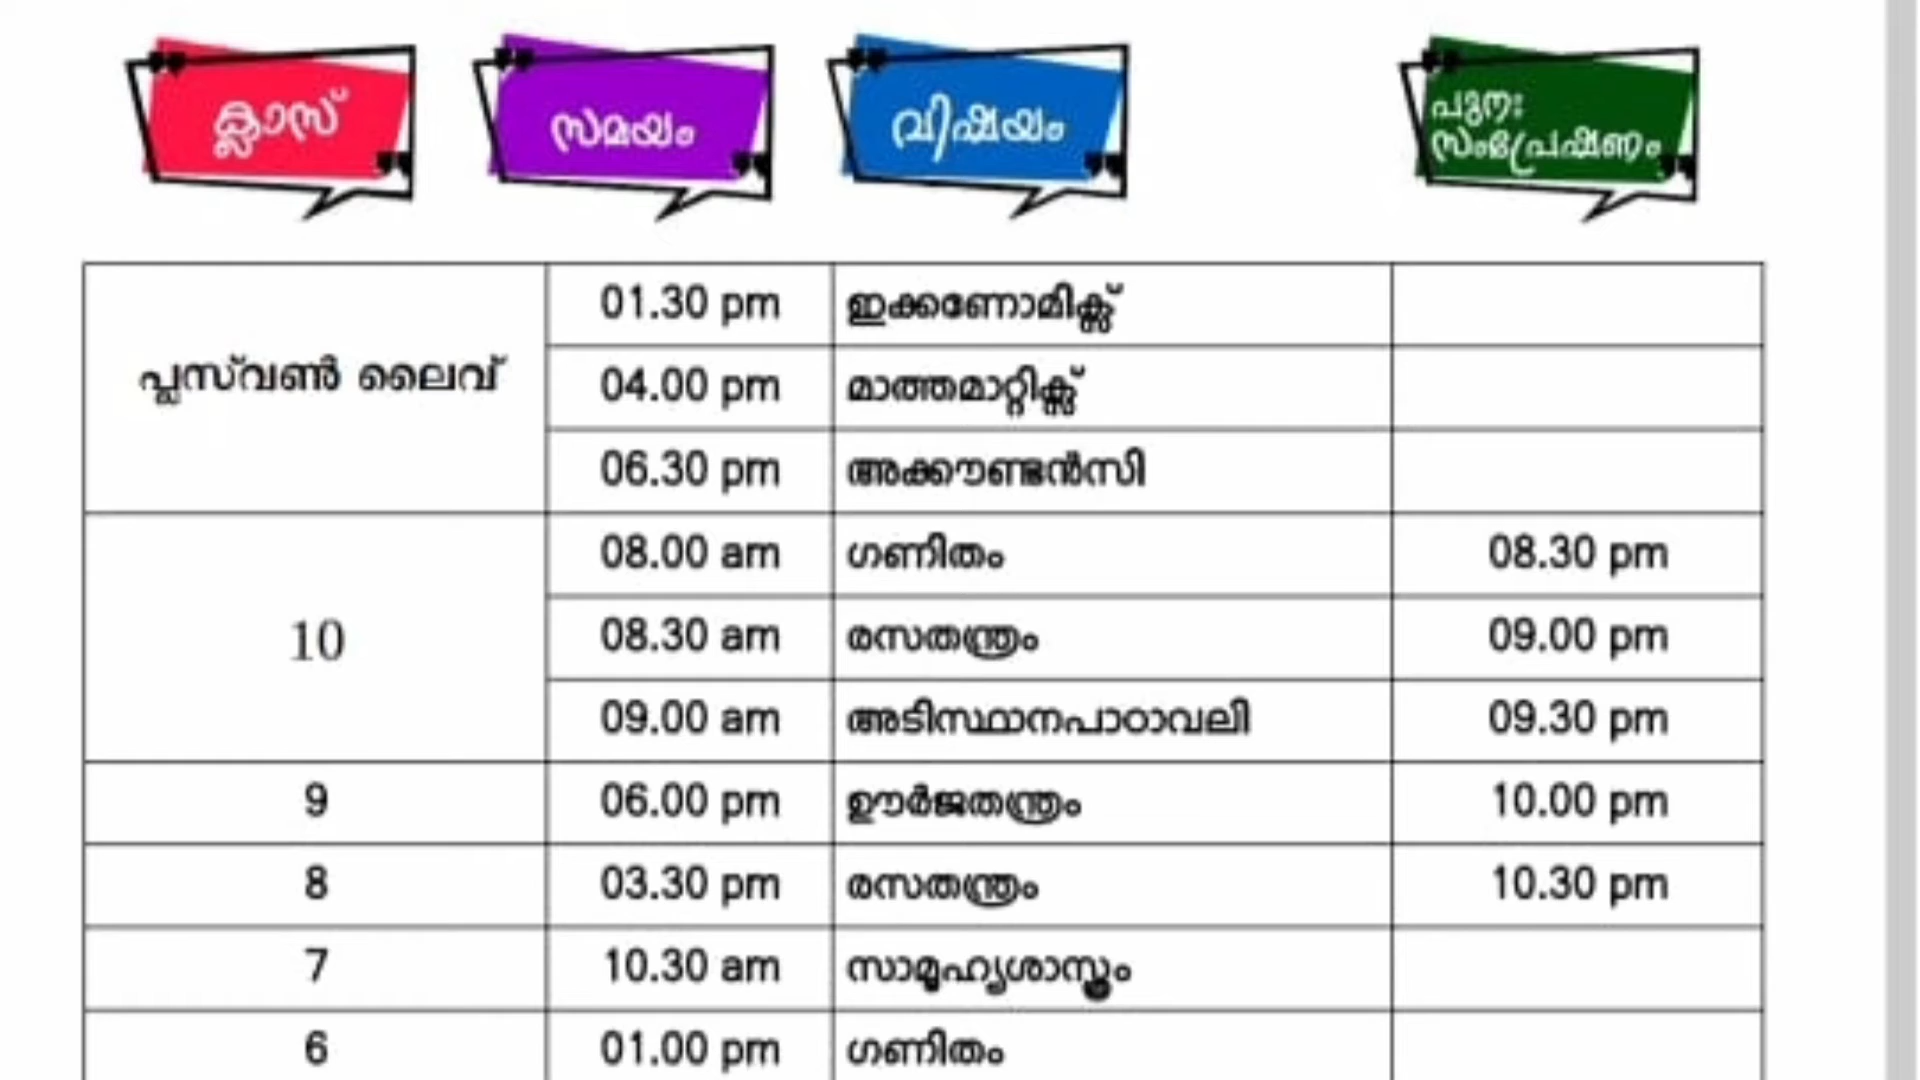 ക്ലാസ് സമയം വിഷയം പുനഃ
സംപ്രേഷണം
പ്ലസ്‌വൺ ലൈവ് 01.30 pm ഇക്കണോമിക്സ്
04.00 pm മാത്തമാറ്റിക്സ്
06.30 pm അക്കൗണ്ടൻസി
10 08.00 am ഗണിതം 08.30 pm
08.30 am രസതന്ത്രം 09.00 pm
09.00 am അടിസ്ഥാനപാഠാവലി 09.30 pm
9 06.00 pm ഊർജതന്ത്രം 10.00 pm
8 03.30 pm രസതന്ത്രം 10.30 pm
7 10.30 am സാമൂഹ്യശാസ്ത്രം
6 01.00 pm ഗണിതം